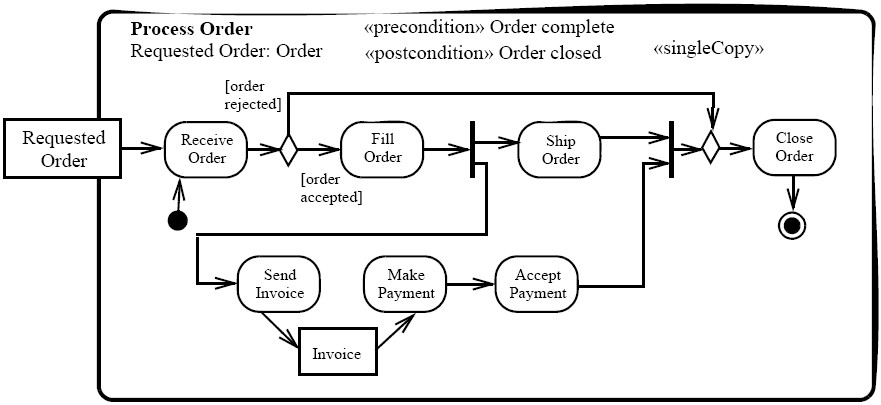 Process Order
«precondition» Order complete
Requested Order: Order
«postcondition» Order closed
«singleCopy»
[order
rejected]
Requested
Order
Receive
Order
Fill
Order
Ship
Order
Close
Order
[order
accepted]
Send
Invoice
Make
Payment
Accept
Payment
Invoice